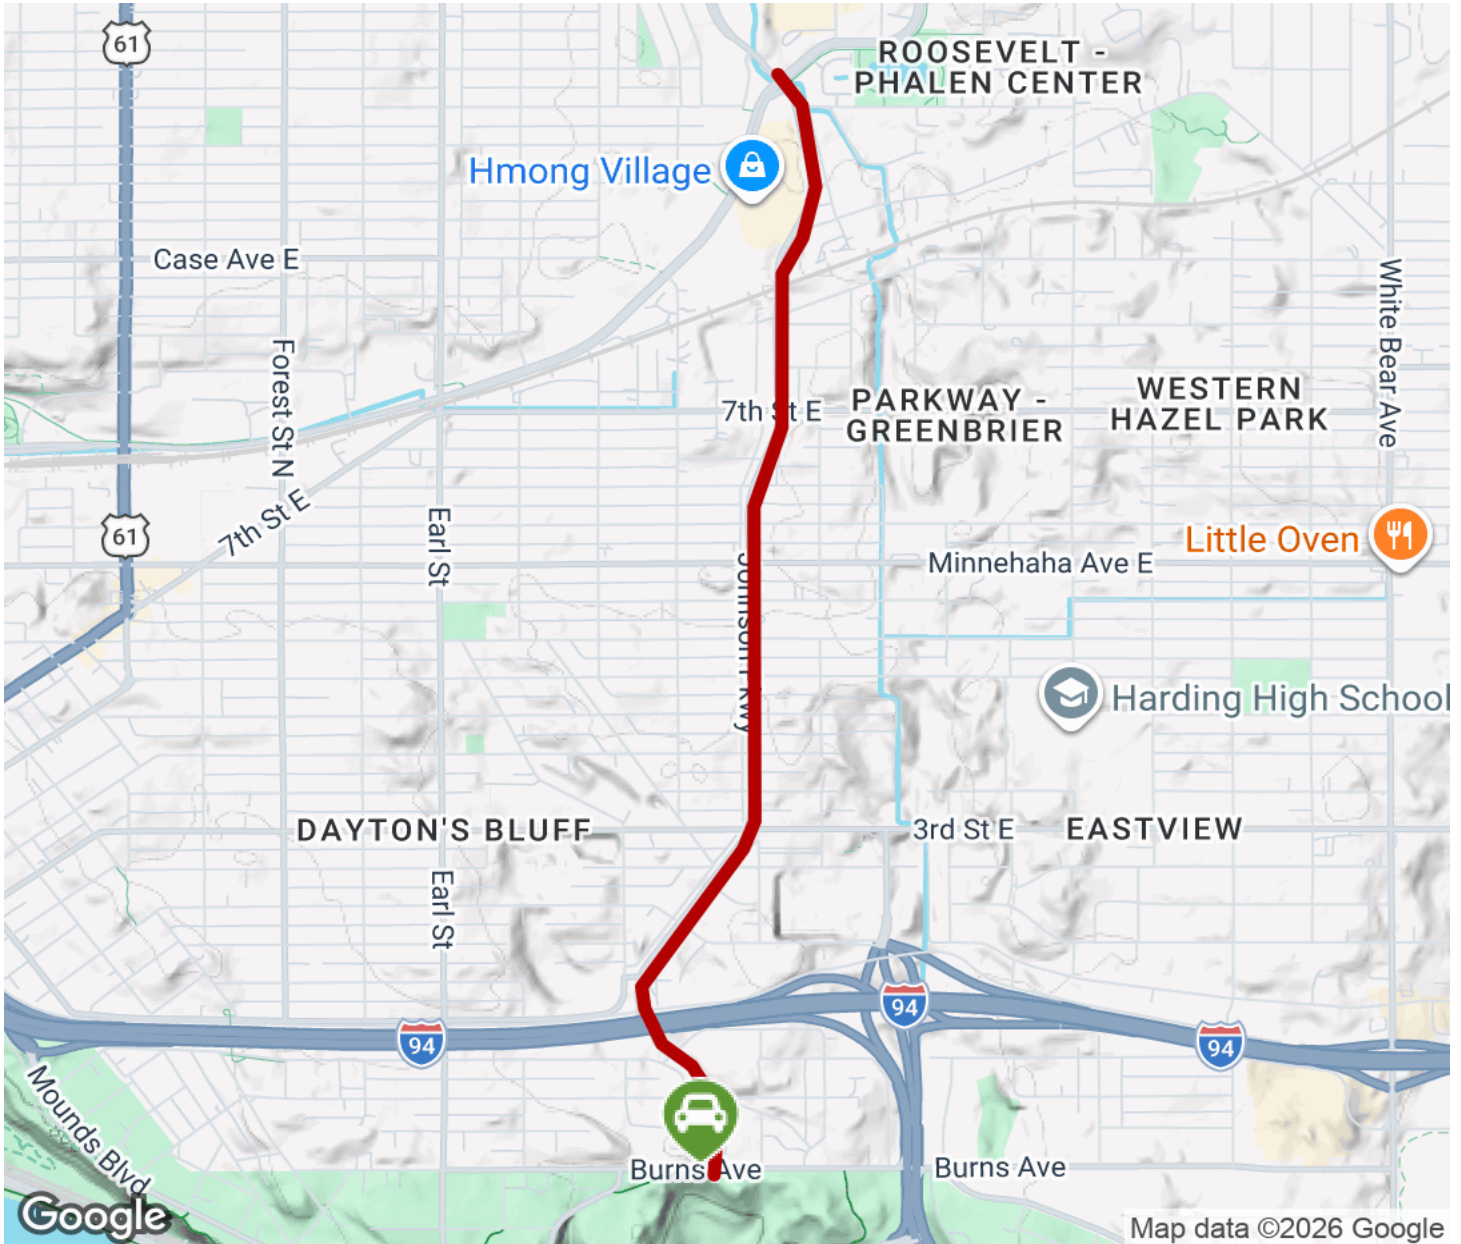 61
ROOSEVELT -
PHALEN CENTER
Hmong Village
Case Ave E
White Bear Ave
Forest St N
7th St E
PARKWAY -
GREENBRIER
WESTERN
HAZEL PARK
7th St E
Earl St
61
Little Oven
Minnehaha Ave E
Johnson Pkwy
Harding High School
DAYTON'S BLUFF
3rd St E
EASTVIEW
Earl St
94
94
94
Mounds Blvd
Burns Ave
Burns Ave
Google
Map data ©2026 Google